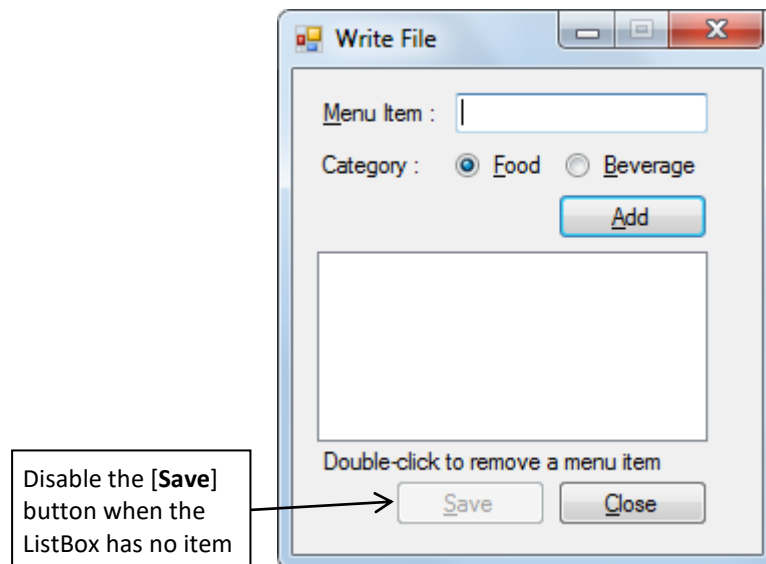 Write File
Menu Item :
Category : Food Beverage
Add
Double-click to remove a menu item
Save Close
Disable the [Save]
button when the
ListBox has no item